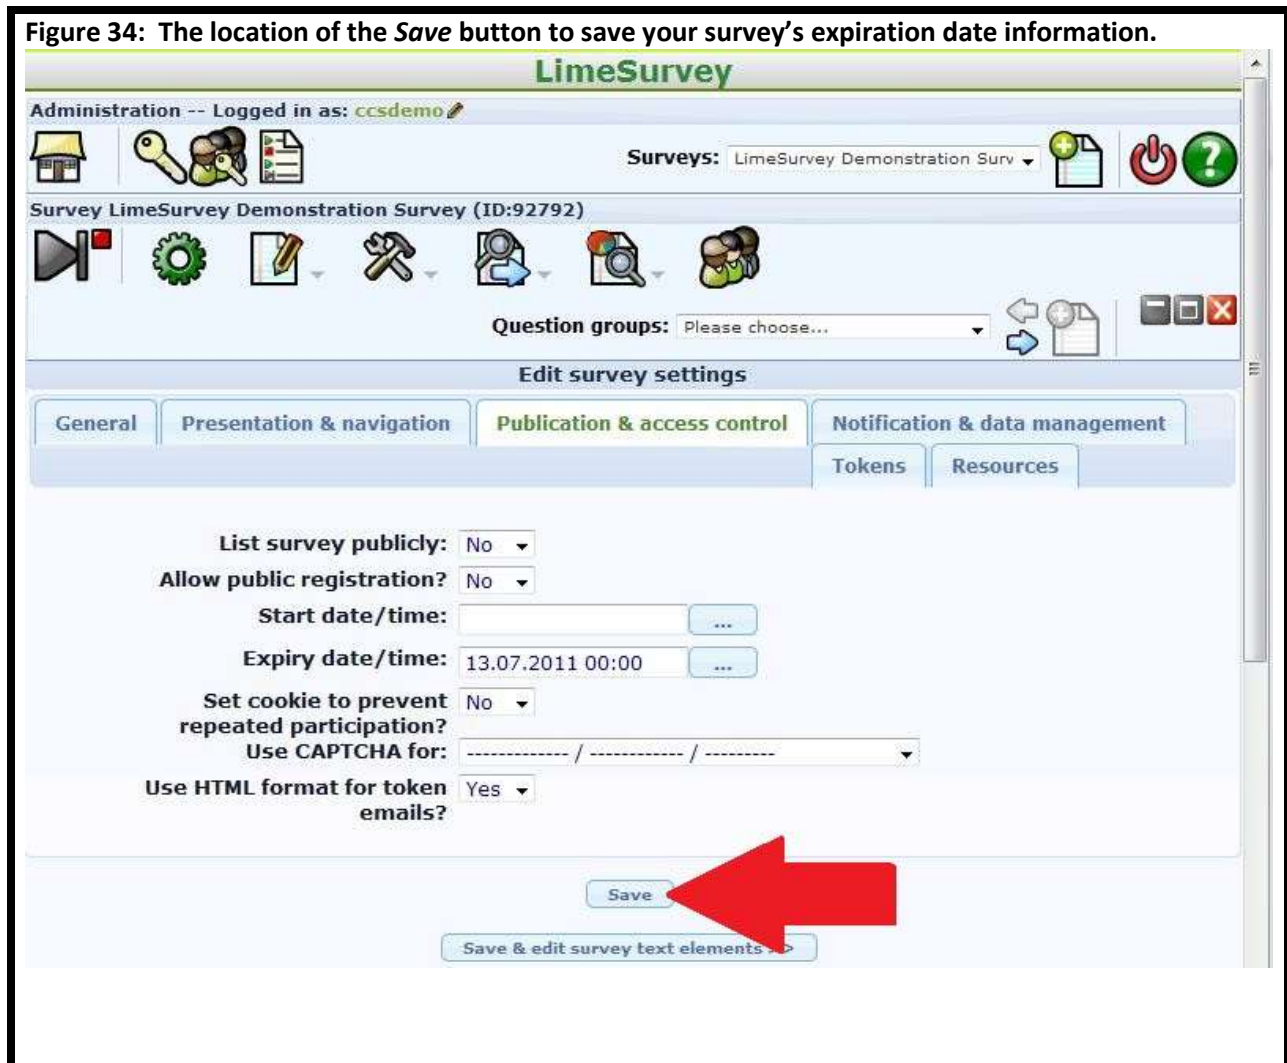 Figure 34: The location of the Save button to save your survey's expiration date information.
LimeSurvey
Administration -- Logged in as: ccsdemo
Surveys: LimeSurvey Demonstration Surv
?
Survey LimeSurvey Demonstration Survey (ID:92792)
Question groups: Please choose...
Edit survey settings
General Presentation & navigation Publication & access control Notification & data management
Tokens Resources
List survey publicly: No
Allow public registration? No
Start date/time: ...
Expiry date/time: 13.07.2011 00:00 ...
Set cookie to prevent No
repeated participation?
Use CAPTCHA for: ------------- / ------------ / ---------
Use HTML format for token Yes
emails?
Save
Save & edit survey text elements >>